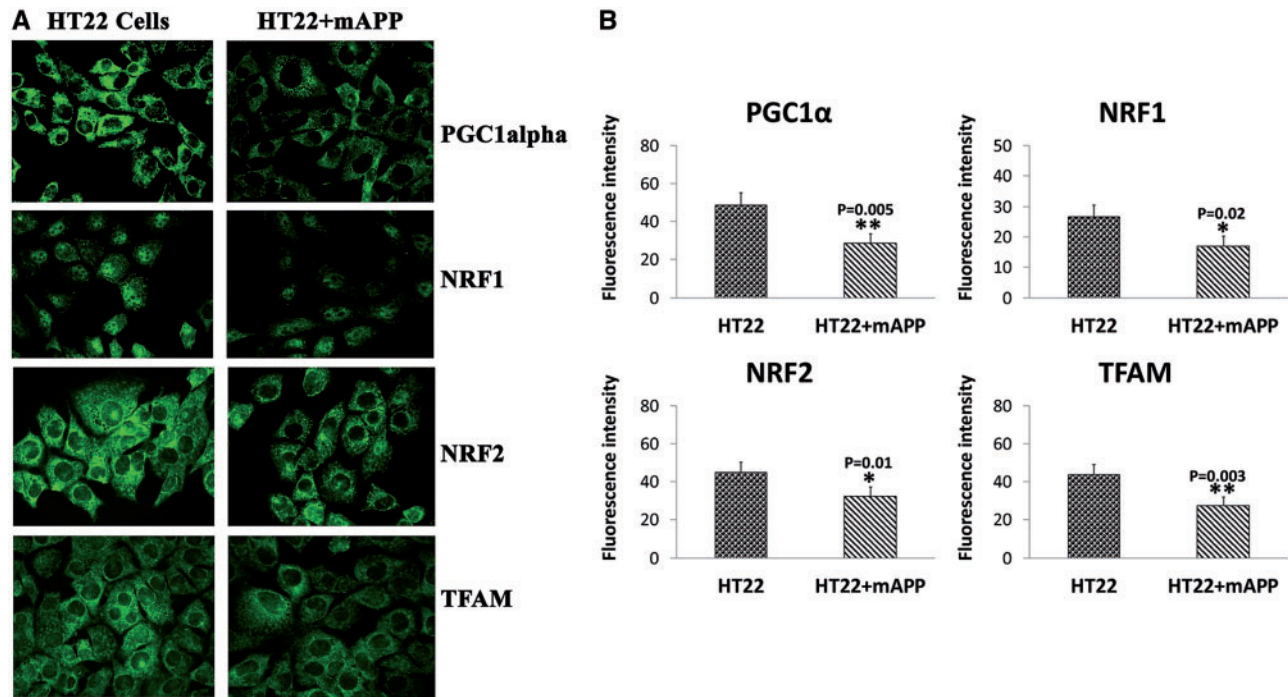 A
HT22 Cells
HT22+mAPP
PGC1alpha
NRF1
NRF2
TFAM
B
PGC1α
Fluorescence intensity
80
60
40
20
0
P=0.005
**
HT22
HT22+mAPP
NRF1
Fluorescence intensity
50
40
30
20
10
0
P=0.02
*
HT22
HT22+mAPP
NRF2
Fluorescence intensity
80
60
40
20
0
P=0.01
*
HT22
HT22+mAPP
TFAM
Fluorescence intensity
80
60
40
20
0
P=0.003
**
HT22
HT22+mAPP